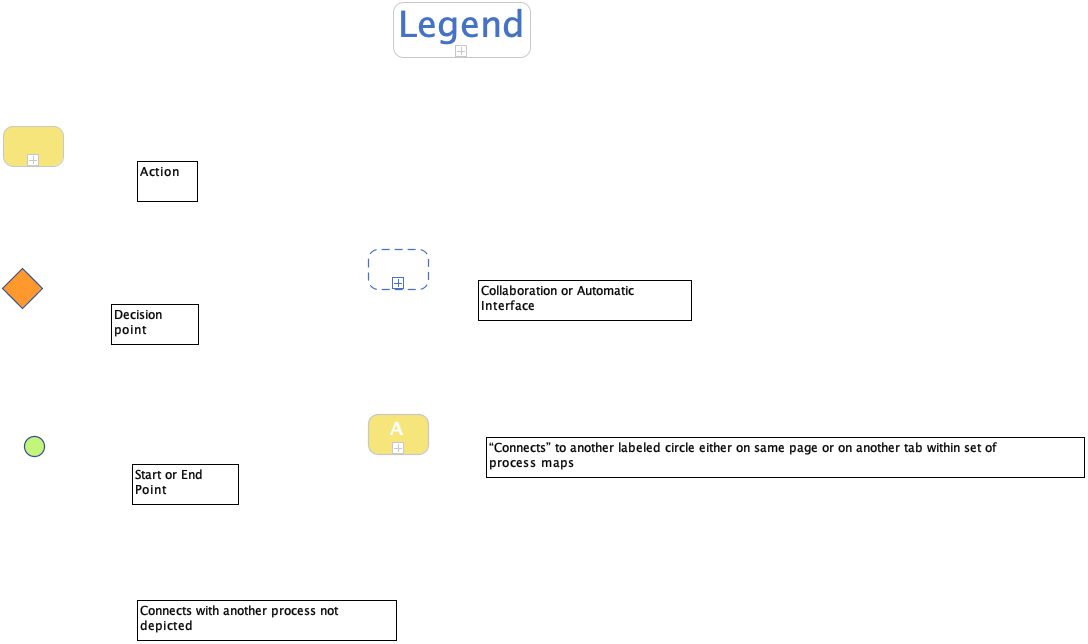 Legend
Action
Decision
point
Collaboration or Automatic
Interface
A
“Connects” to another labeled circle either on same page or on another tab within set of
process maps
Start or End
Point
Connects with another process not
depicted